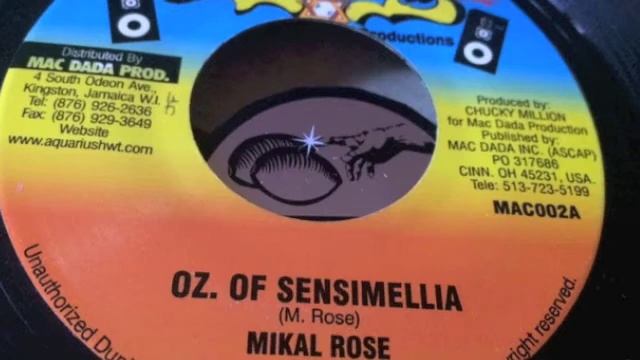 Productions
Distributed By
MAC DADA PROD.
4 South Odeon Ave.,
Kingston, Jamaica W.I.
Tel: (876) 926-2636
Fax: (876) 929-3649
Website
www.aquariushwt.com
Produced by:
CHUCKY MILLION
for Mac Dada Production
Published by:
MAC DADA INC. (ASCAP)
PO 317686
CINN. OH 45231, USA.
Tele: 513-723-5199
MAC002A
OZ. OF SENSIMELLIA
(M. Rose)
MIKAL ROSE
Unauthorized
reserved.